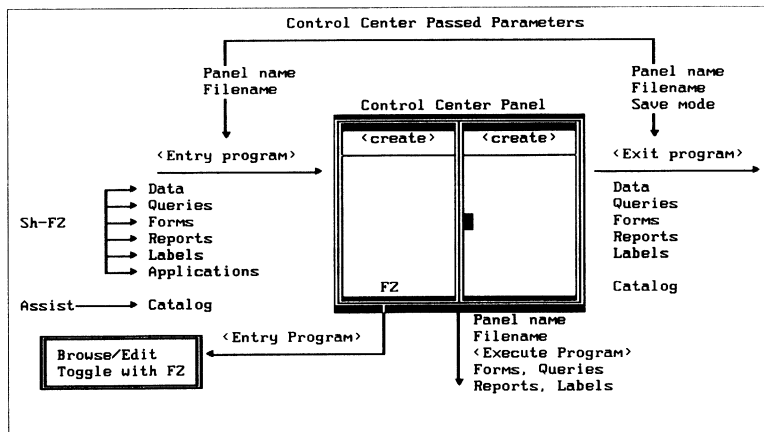 Control Center Passed Parameters
Panel name
Filename
Panel name
Filename
Save mode
Control Center Panel
<create>
<create>
<Entry program>
<Exit program>
Sh-F2
Data
Queries
Forms
Reports
Labels
Applications
Data
Queries
Forms
Reports
Labels
Catalog
F2
Assist
Catalog
<Entry Program>
Browse/Edit
Toggle with F2
Panel name
Filename
<Execute Program>
Forms, Queries
Reports, Labels